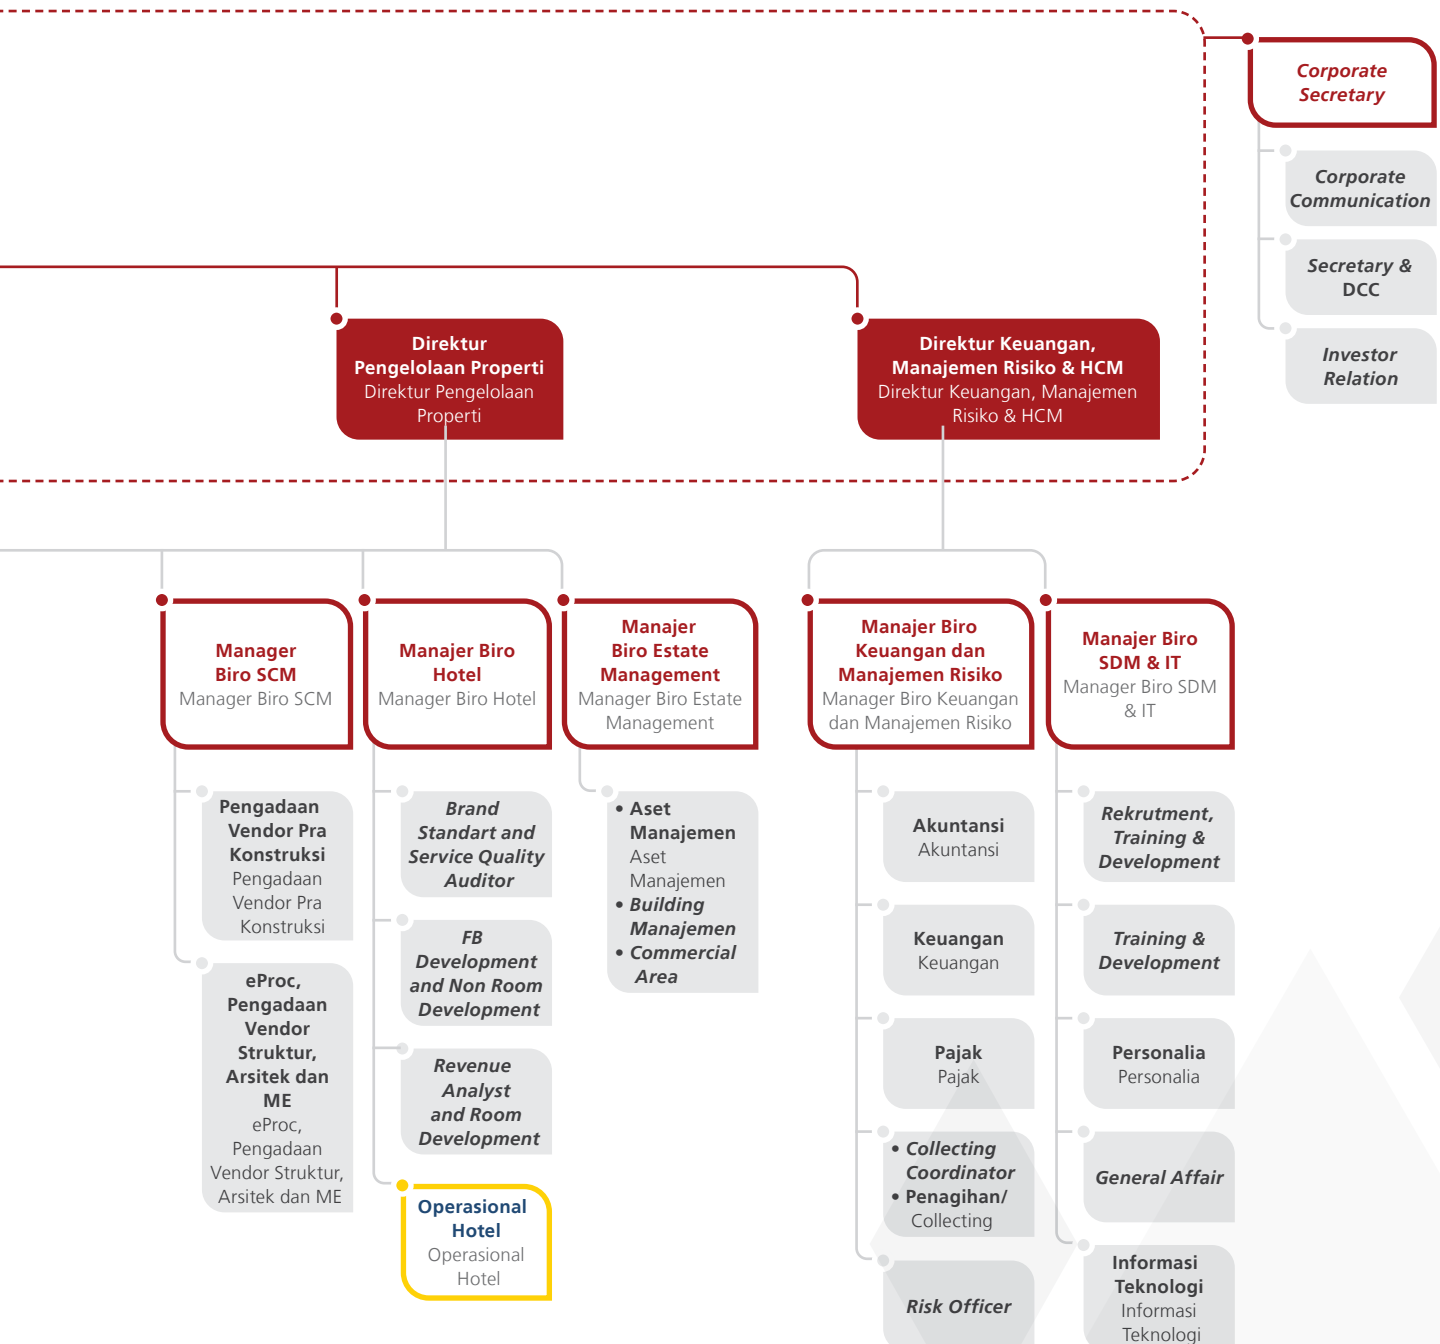 Corporate
Secretary
Corporate
Communication
Secretary &
DCC
Investor
Relation
Direktur
Pengelolaan Properti
Direktur Pengelolaan
Properti
Direktur Keuangan,
Manajemen Risiko & HCM
Direktur Keuangan, Manajemen
Risiko & HCM
Manager
Biro SCM
Manager Biro SCM
Pengadaan
Vendor Pra
Konstruksi
Pengadaan
Vendor Pra
Konstruksi
eProc,
Pengadaan
Vendor
Struktur,
Arsitek dan
ME
eProc,
Pengadaan
Vendor Struktur,
Arsitek dan ME
Manajer Biro
Hotel
Manager Biro Hotel
Brand
Standart and
Service Quality
Auditor
FB
Development
and Non Room
Development
Revenue
Analyst
and Room
Development
Operasional
Hotel
Operasional
Hotel
Manajer
Biro Estate
Management
Manager Biro Estate
Management
• Aset
Manajemen
Aset
Manajemen
• Building
Manajemen
• Commercial
Area
Manajer Biro
Keuangan dan
Manajemen Risiko
Manager Biro Keuangan
dan Manajemen Risiko
Akuntansi
Akuntansi
Keuangan
Keuangan
Pajak
Pajak
• Collecting
Coordinator
• Penagihan/
Collecting
Risk Officer
Manajer Biro
SDM & IT
Manager Biro SDM
& IT
Rekrutment,
Training &
Development
Training &
Development
Personalia
Personalia
General Affair
Informasi
Teknologi
Informasi
Teknologi